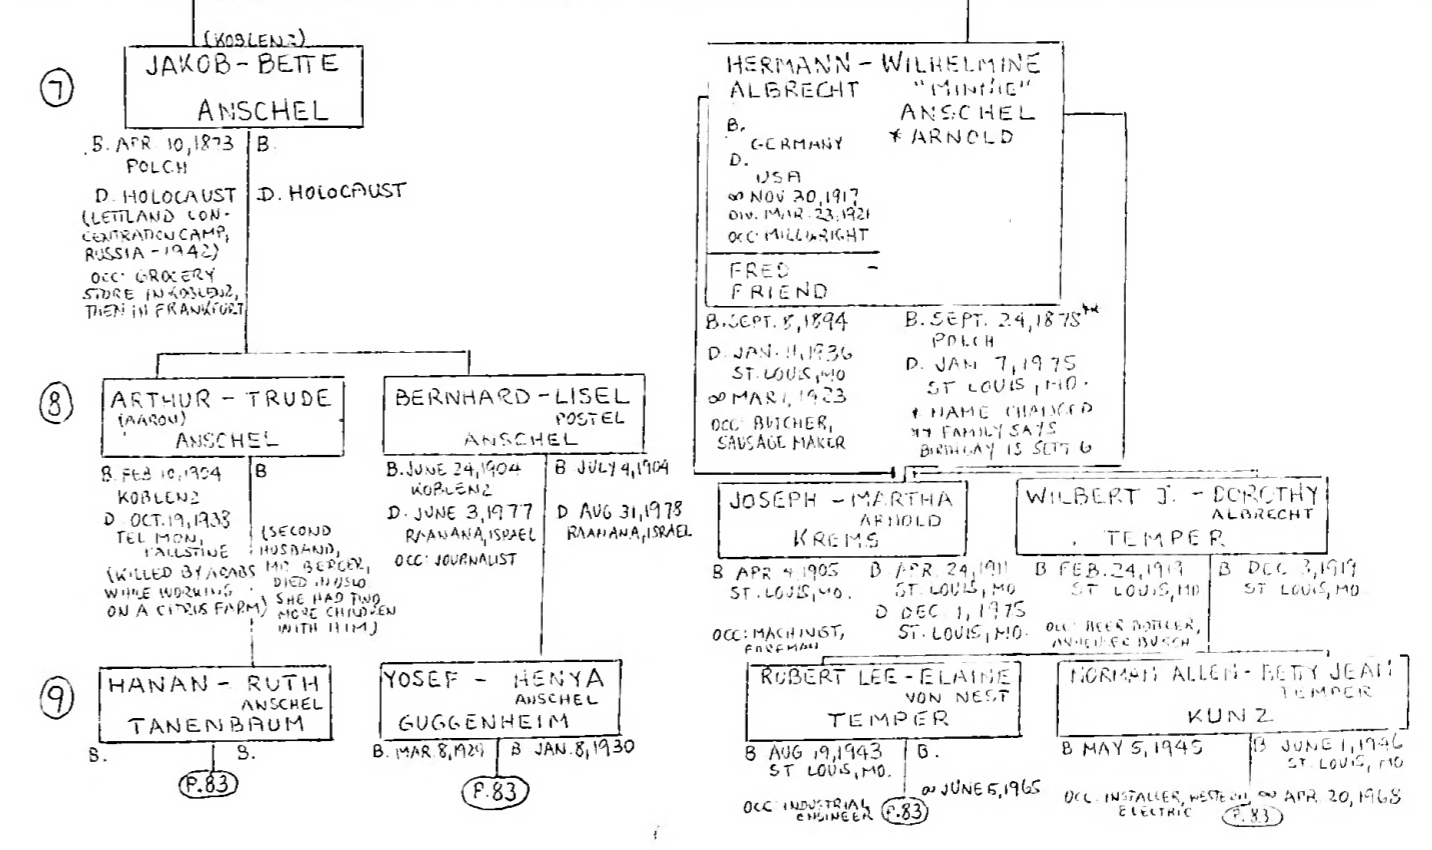 (KOBLENZ)
⑦
JAKOB - BETTE
ANSCHEL
B. APR. 10, 1873
POLCH
D. HOLOCAUST
(LETTLAND CON-
CENTRATION CAMP,
RUSSIA - 1942)
OCC: GROCERY
STORE IN KOBLENZ,
THEN IN FRANKFURT
B.
D. HOLOCAUST
HERMANN - WILHELMINE
ALBRECHT "MINNIE"
ANSCHEL
* ARNOLD
B.
GERMANY
D.
USA
∞ NOV 30, 1917
DIV. MAR. 23, 1921
OCC: MILLWRIGHT
FRED -
FRIEND
B. SEPT. 8, 1894
D. JAN. 11, 1936
ST. LOUIS, MO
∞ MAR 1, 1923
OCC: BUTCHER,
SAUSAGE MAKER
B. SEPT. 24, 1878**
POLCH
D. JAN 7, 1975
ST LOUIS, MO.
* NAME CHANGED
** FAMILY SAYS
BIRTHDAY IS SEPT 6
⑧
ARTHUR - TRUDE
(AARON)
ANSCHEL
B. FEB 10, 1904
KOBLENZ
D. OCT. 19, 1938
TEL MON,
PALESTINE
(KILLED BY ARABS
WHILE WORKING
ON A CITRUS FARM)
B
(SECOND
HUSBAND,
MR. BERGER,
DIED IN OSLO
SHE HAD TWO
MORE CHILDREN
WITH HIM)
BERNHARD - LISEL
POSTEL
ANSCHEL
B. JUNE 24, 1904
KOBLENZ
D. JUNE 3, 1977
RAANANA, ISRAEL
OCC: JOURNALIST
B JULY 4, 1904
D AUG 31, 1978
RAANANA, ISRAEL
JOSEPH - MARTHA
ARNOLD
KREMS
B APR 4, 1905
ST. LOUIS, MO.
OCC: MACHINIST,
FOREMAN
B. APR. 24, 1911
ST. LOUIS, MO
D DEC. 1, 1975
ST. LOUIS, MO.
WILBERT J. - DOROTHY
ALBRECHT
TEMPER
B FEB. 24, 1919
ST LOUIS, MO
OCC: BEER BOTTLER,
ANHEUSER BUSCH
B DEC 3, 1919
ST LOUIS, MO.
⑨
HANAN - RUTH
ANSCHEL
TANENBAUM
B.
B.
P.83
YOSEF - HENYA
ANSCHEL
GUGGENHEIM
B. MAR. 8, 1929
B JAN. 8, 1930
P.83
ROBERT LEE - ELAINE
VON NEST
TEMPER
B AUG 19, 1943
ST LOUIS, MO.
OCC: INDUSTRIAL
ENGINEER
B.
∞ JUNE 5, 1965
P.83
NORMAN ALLEN - BETTY JEAN
TEMPER
KUNZ
B MAY 5, 1945
OCC: INSTALLER, WESTERN
ELECTRIC
B JUNE 1, 1946
ST. LOUIS, MO
∞ APR. 20, 1968
P.83